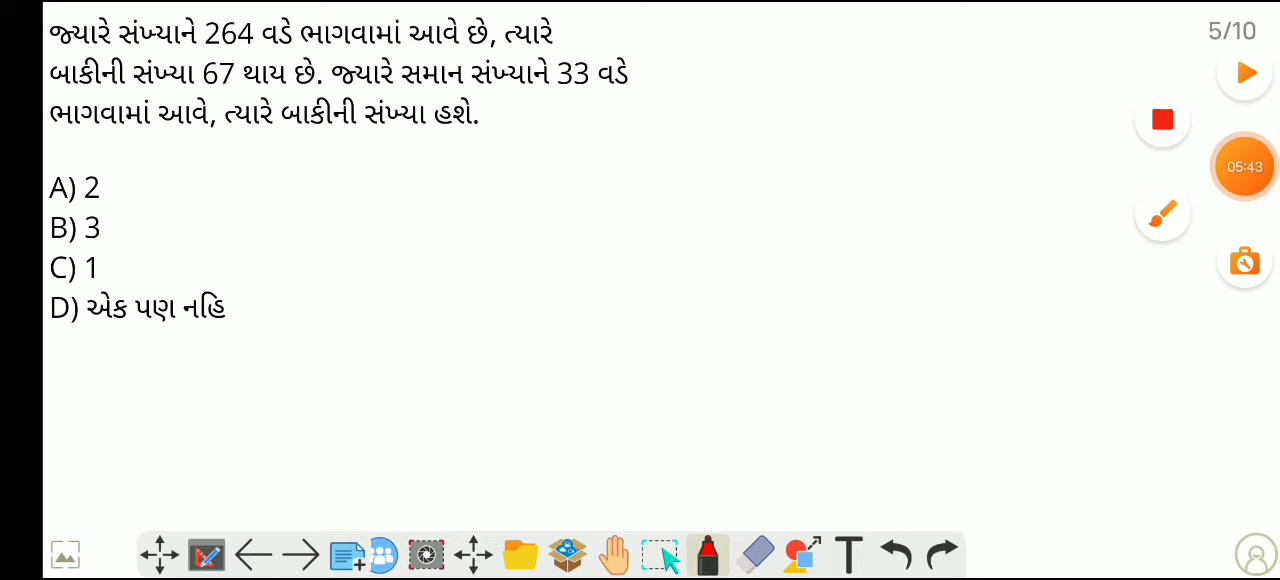 જ્યારે સંખ્યાને 264 વડે ભાગવામાં આવે છે, ત્યારે
બાકીની સંખ્યા 67 થાય છે. જ્યારે સમાન સંખ્યાને 33 વડે
ભાગવામાં આવે, ત્યારે બાકીની સંખ્યા હશે.
A) 2
B) 3
C) 1
D) એક પણ નહિ
5/10
05:43